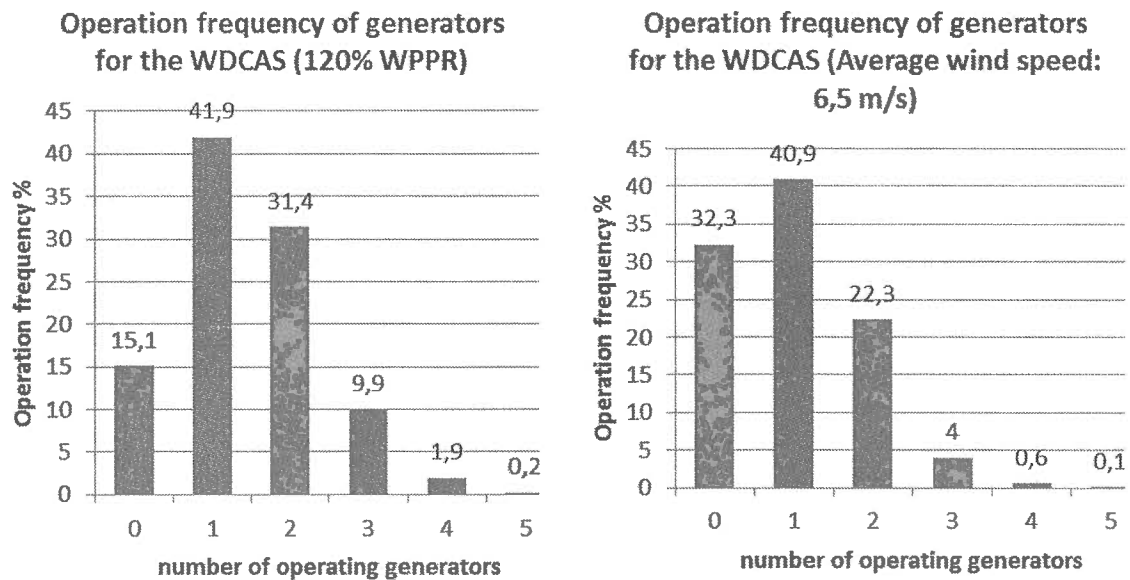 Operation frequency of generators
for the WDCAS (120% WPPR)
45
40
35
30
25
20
15
10
5
0
Operation frequency %
15,1
41,9
31,4
9,9
1,9
0,2
0 1 2 3 4 5
number of operating generators
Operation frequency of generators
for the WDCAS (Average wind speed:
6,5 m/s)
45
40
35
30
25
20
15
10
5
0
Operation frequency %
32,3
40,9
22,3
4
0,6
0,1
0 1 2 3 4 5
number of operating generators